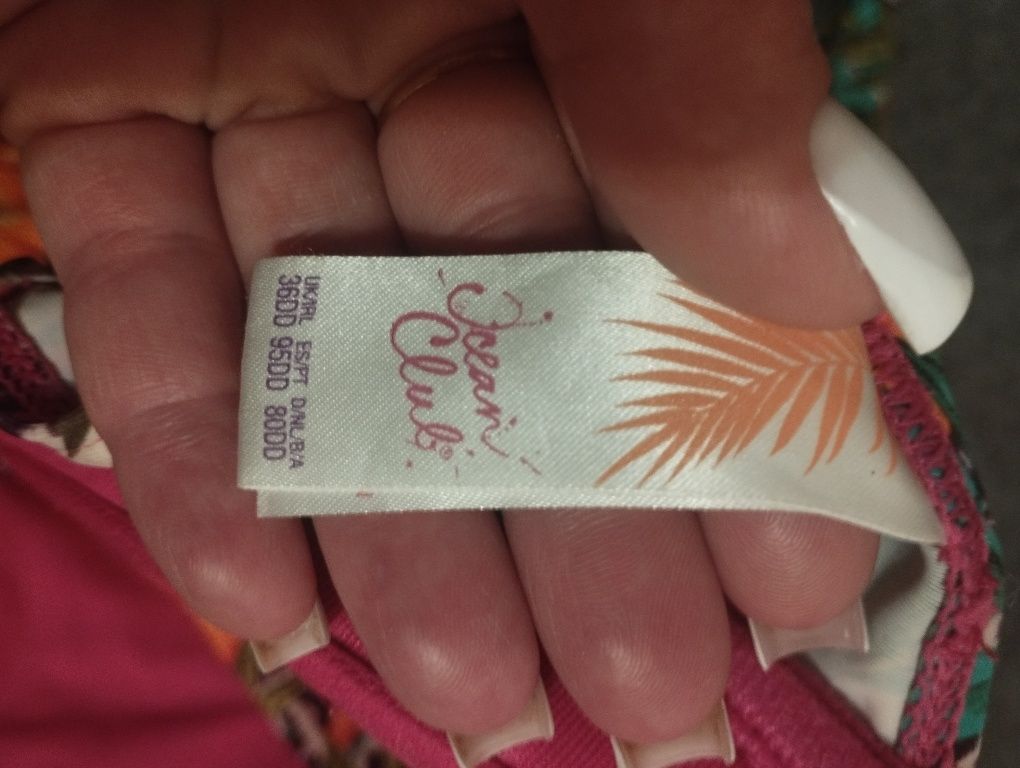 Ocean
Club®
UK/IRL ES/PT D/NL/B/A
36DD 95DD 80DD